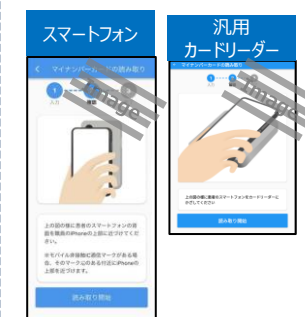 スマートフォン
汎用
カードリーダー
マイナンバーカードの読み取り
1
入力
確認
Image
上の図の様に患者のスマートフォンの背
面を職員のiPhoneの上部に近づけてくだ
さい。
※モバイル非接触IC通信マークがある場
合、そのマークのある付近にiPhoneの
上部を近づけます。
読み取り開始
マイナンバーカードの読み取り
Image
上の図の様に患者のスマートフォンをカードリーダーに
かざしてください
読み取り開始